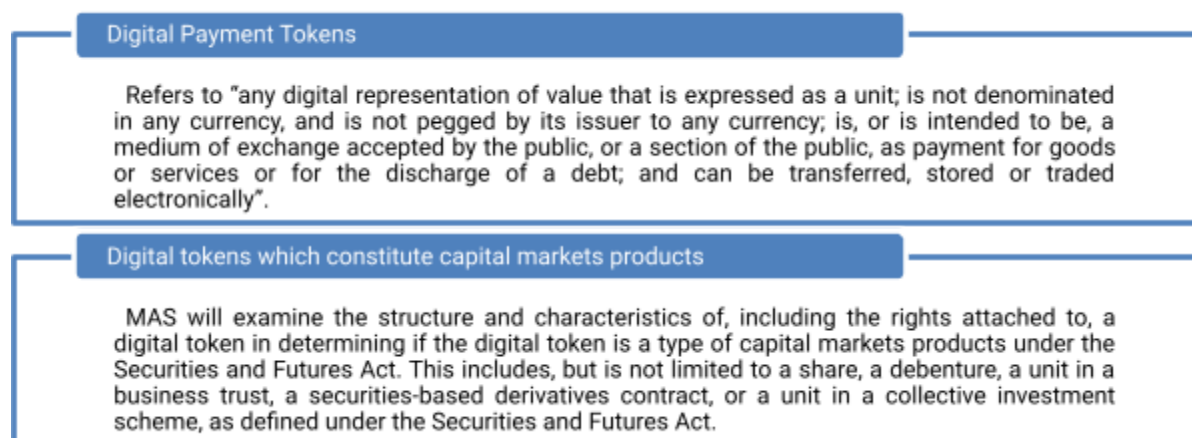 Digital Payment Tokens
Refers to “any digital representation of value that is expressed as a unit; is not denominated
in any currency, and is not pegged by its issuer to any currency; is, or is intended to be, a
medium of exchange accepted by the public, or a section of the public, as payment for goods
or services or for the discharge of a debt; and can be transferred, stored or traded
electronically”.
Digital tokens which constitute capital markets products
MAS will examine the structure and characteristics of, including the rights attached to, a
digital token in determining if the digital token is a type of capital markets products under the
Securities and Futures Act. This includes, but is not limited to a share, a debenture, a unit in a
business trust, a securities-based derivatives contract, or a unit in a collective investment
scheme, as defined under the Securities and Futures Act.